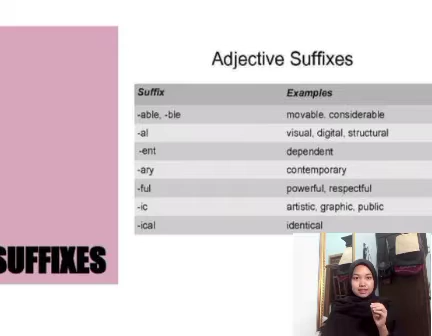 Adjective Suffixes
Suffix Examples
-able, -ble movable. considerable
-al visual, digital, structural
-ent dependent
-ary contemporary
-ful powerful, respectful
-ic artistic, graphic, public
-ical identical
SUFFIXES